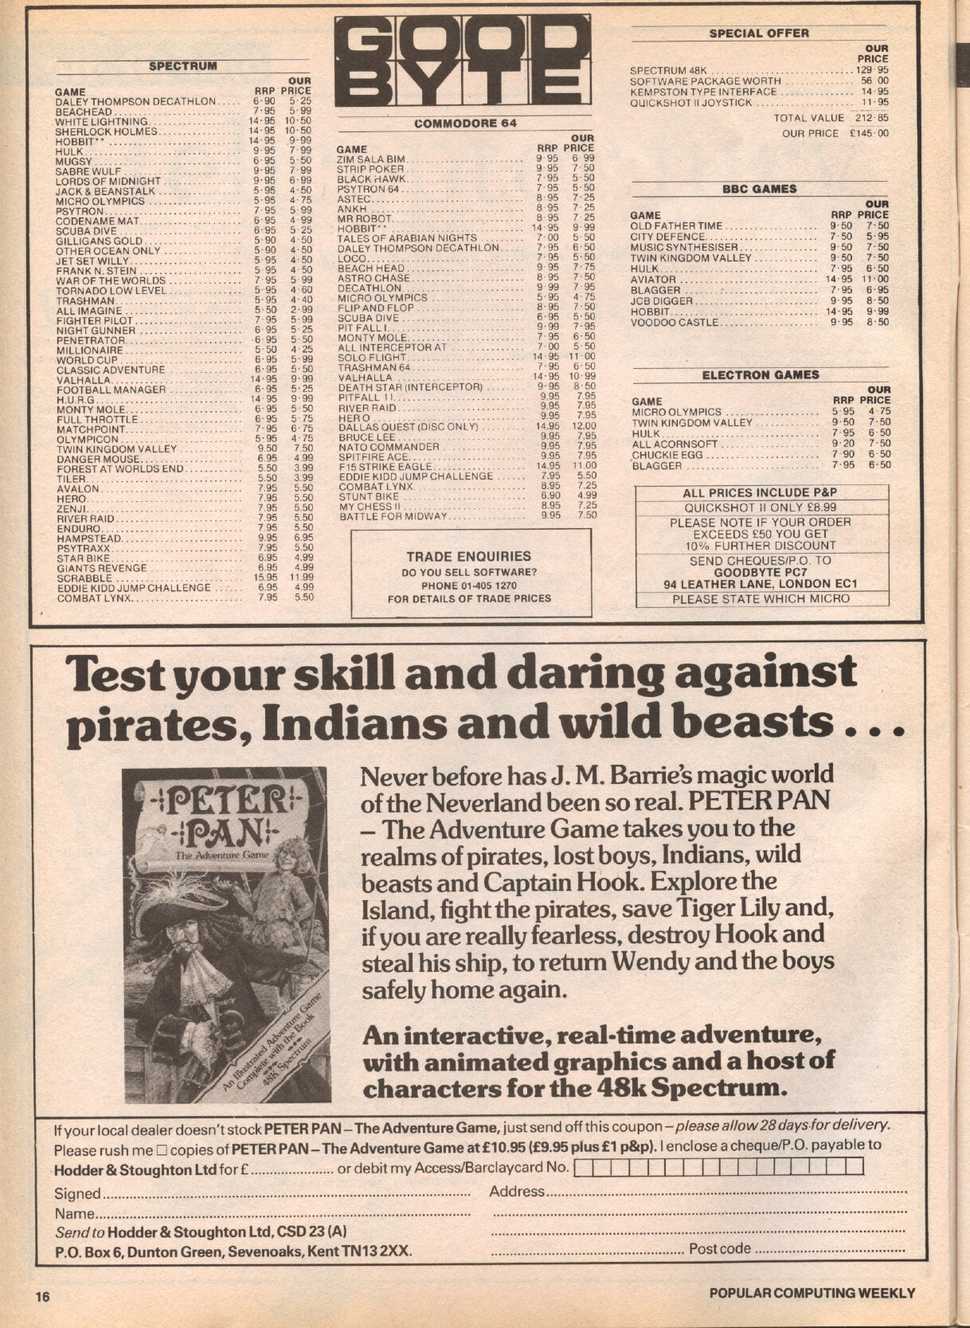 GOOD
BYTE
SPECTRUM
OUR
GAME RRP PRICE
DALEY THOMPSON DECATHLON..... 6·90 5·25
BEACHEAD 7·95 5·99
WHITE LIGHTNING 14·95 10·50
SHERLOCK HOLMES 14·95 10·50
HOBBIT** 14·95 9·99
HULK 9·95 7·99
MUGSY 6·95 5·50
SABRE WULF 9·95 7·99
LORDS OF MIDNIGHT 9·95 6·99
JACK & BEANSTALK 5·95 4·50
MICRO OLYMPICS 5·95 4·75
PSYTRON 7·95 5·99
CODENAME MAT 6·95 4·99
SCUBA DIVE 6·95 5·25
GILLIGANS GOLD 5·90 4·50
OTHER OCEAN ONLY 5·90 4·50
JET SET WILLY 5·95 4·50
FRANK N. STEIN 5·95 4·50
WAR OF THE WORLDS 7·95 5·99
TORNADO LOW LEVEL 5·95 4·60
TRASHMAN 5·95 4·40
ALL IMAGINE 5·50 2·99
FIGHTER PILOT 7·95 5·99
NIGHT GUNNER 6·95 5·25
PENETRATOR 6·95 5·50
MILLIONAIRE 5·50 4·25
WORLD CUP 6·95 5·99
CLASSIC ADVENTURE 6·95 5·50
VALHALLA 14·95 9·99
FOOTBALL MANAGER 6·95 5·25
H.U.R.G 14·95 9·99
MONTY MOLE 6·95 5·50
FULL THROTTLE 6·95 5·75
MATCHPOINT 7·95 6·75
OLYMPICON 5·95 4·75
TWIN KINGDOM VALLEY 9.50 7.50
DANGER MOUSE 6.95 4.99
FOREST AT WORLDS END 5.50 3.99
TILER 5.50 3.99
AVALON 7.95 5.50
HERO 7.95 5.50
ZENJI 7.95 5.50
RIVER RAID 7.95 5.50
ENDURO 7.95 5.50
HAMPSTEAD 9.95 6.95
PSYTRAXX 7.95 5.50
STAR BIKE 6.95 4.99
GIANTS REVENGE 6.95 4.99
SCRABBLE 15.95 11.99
EDDIE KIDD JUMP CHALLENGE 6.95 4.99
COMBAT LYNX 7.95 5.50
COMMODORE 64
OUR
GAME RRP PRICE
ZIM SALA BIM 9·95 6·99
STRIP POKER 9·95 7·50
BLACK HAWK 7·95 5·50
PSYTRON 64 7·95 5·50
ASTEC 8·95 7·25
ANKH 8·95 7·25
MR ROBOT 8·95 7·25
HOBBIT** 14·95 9·99
TALES OF ARABIAN NIGHTS 7·00 5·50
DALEY THOMPSON DECATHLON 7·95 6·50
LOCO 7·95 5·50
BEACH HEAD 9·95 7·75
ASTRO CHASE 8·95 7·50
DECATHLON 9·99 7·95
MICRO OLYMPICS 5·95 4·75
FLIP AND FLOP 8·95 7·50
SCUBA DIVE 6·95 5·50
PIT FALL I 9·99 7·95
MONTY MOLE 7·95 6·50
ALL INTERCEPTOR AT 7·00 5·50
SOLO FLIGHT 14·95 11·00
TRASHMAN 64 7·95 6·50
VALHALLA 14·95 10·99
DEATH STAR (INTERCEPTOR) 9·95 8·50
PITFALL 11 9.95 7.95
RIVER RAID 9.95 7.95
HERO 9.95 7.95
DALLAS QUEST (DISC ONLY) 14.95 12.00
BRUCE LEE 9.95 7.95
NATO COMMANDER 9.95 7.95
SPITFIRE ACE 9.95 7.95
F15 STRIKE EAGLE 14.95 11.00
EDDIE KIDD JUMP CHALLENGE 7.95 5.50
COMBAT LYNX 8.95 7.25
STUNT BIKE 6.90 4.99
MY CHESS II 8.95 7.25
BATTLE FOR MIDWAY 9.95 7.50
TRADE ENQUIRIES
DO YOU SELL SOFTWARE?
PHONE 01-405 1270
FOR DETAILS OF TRADE PRICES
SPECIAL OFFER
OUR
PRICE
SPECTRUM 48K 129·95
SOFTWARE PACKAGE WORTH 56·00
KEMPSTON TYPE INTERFACE 14·95
QUICKSHOT II JOYSTICK 11·95
TOTAL VALUE 212·85
OUR PRICE £145·00
BBC GAMES
OUR
GAME RRP PRICE
OLD FATHER TIME 9·50 7·50
CITY DEFENCE 7·50 5·95
MUSIC SYNTHESISER 9·50 7·50
TWIN KINGDOM VALLEY 9·50 7·50
HULK 7·95 6·50
AVIATOR 14·95 11·00
BLAGGER 7·95 6·95
JCB DIGGER 9·95 8·50
HOBBIT 14·95 9·99
VOODOO CASTLE 9·95 8·50
ELECTRON GAMES
OUR
GAME RRP PRICE
MICRO OLYMPICS 5·95 4·75
TWIN KINGDOM VALLEY 9·50 7·50
HULK 7·95 6·50
ALL ACORNSOFT 9·20 7·50
CHUCKIE EGG 7·90 6·50
BLAGGER 7·95 6·50
ALL PRICES INCLUDE P&P
QUICKSHOT II ONLY £8.99
PLEASE NOTE IF YOUR ORDER
EXCEEDS £50 YOU GET
10% FURTHER DISCOUNT
SEND CHEQUES/P.O. TO
GOODBYTE PC7
94 LEATHER LANE, LONDON EC1
PLEASE STATE WHICH MICRO
Test your skill and daring against
pirates, Indians and wild beasts . . .
PETER
PAN
The Adventure Game
An Illustrated Adventure Game
Complete with the Book
48K Spectrum
Never before has J. M. Barrie's magic world
of the Neverland been so real. PETER PAN
– The Adventure Game takes you to the
realms of pirates, lost boys, Indians, wild
beasts and Captain Hook. Explore the
Island, fight the pirates, save Tiger Lily and,
if you are really fearless, destroy Hook and
steal his ship, to return Wendy and the boys
safely home again.
An interactive, real-time adventure,
with animated graphics and a host of
characters for the 48k Spectrum.
If your local dealer doesn't stock PETER PAN – The Adventure Game, just send off this coupon – please allow 28 days for delivery.
Please rush me □ copies of PETER PAN – The Adventure Game at £10.95 (£9.95 plus £1 p&p). I enclose a cheque/P.O. payable to
Hodder & Stoughton Ltd for £.................... or debit my Access/Barclaycard No.
Signed.................... Address....................
Name....................
Send to Hodder & Stoughton Ltd, CSD 23 (A)
P.O. Box 6, Dunton Green, Sevenoaks, Kent TN13 2XX. .................... Post code ....................
16
POPULAR COMPUTING WEEKLY